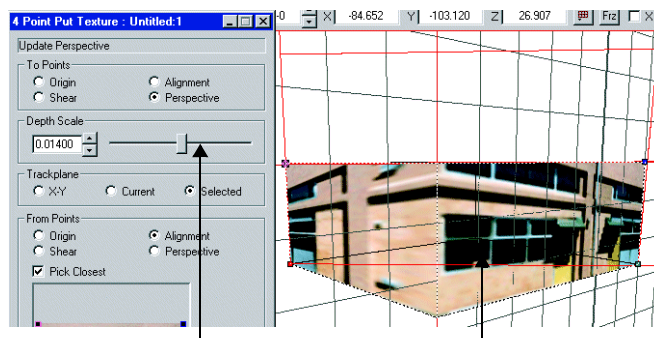 4 Point Put Texture : Untitled:1
-0 X -84.652 Y -103.120 Z 26.907 Frz X
Update Perspective
To Points
Origin Alignment
Shear Perspective
Depth Scale
0.01400
Trackplane
X-Y Current Selected
From Points
Origin Alignment
Shear Perspective
Pick Closest